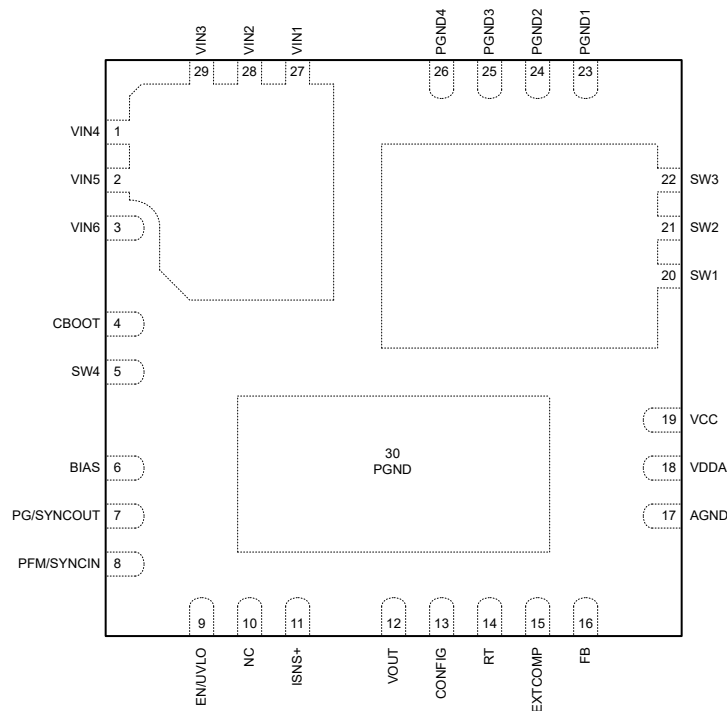 VIN3
VIN2
VIN1
PGND4
PGND3
PGND2
PGND1
29
28
27
26
25
24
23
VIN4 1
VIN5 2
VIN6 3
CBOOT 4
SW4 5
BIAS 6
PG/SYNCOUT 7
PFM/SYNCIN 8
22 SW3
21 SW2
20 SW1
19 VCC
18 VDDA
17 AGND
30
PGND
9
10
11
12
13
14
15
16
EN/UVLO
NC
ISNS+
VOUT
CONFIG
RT
EXTCOMP
FB